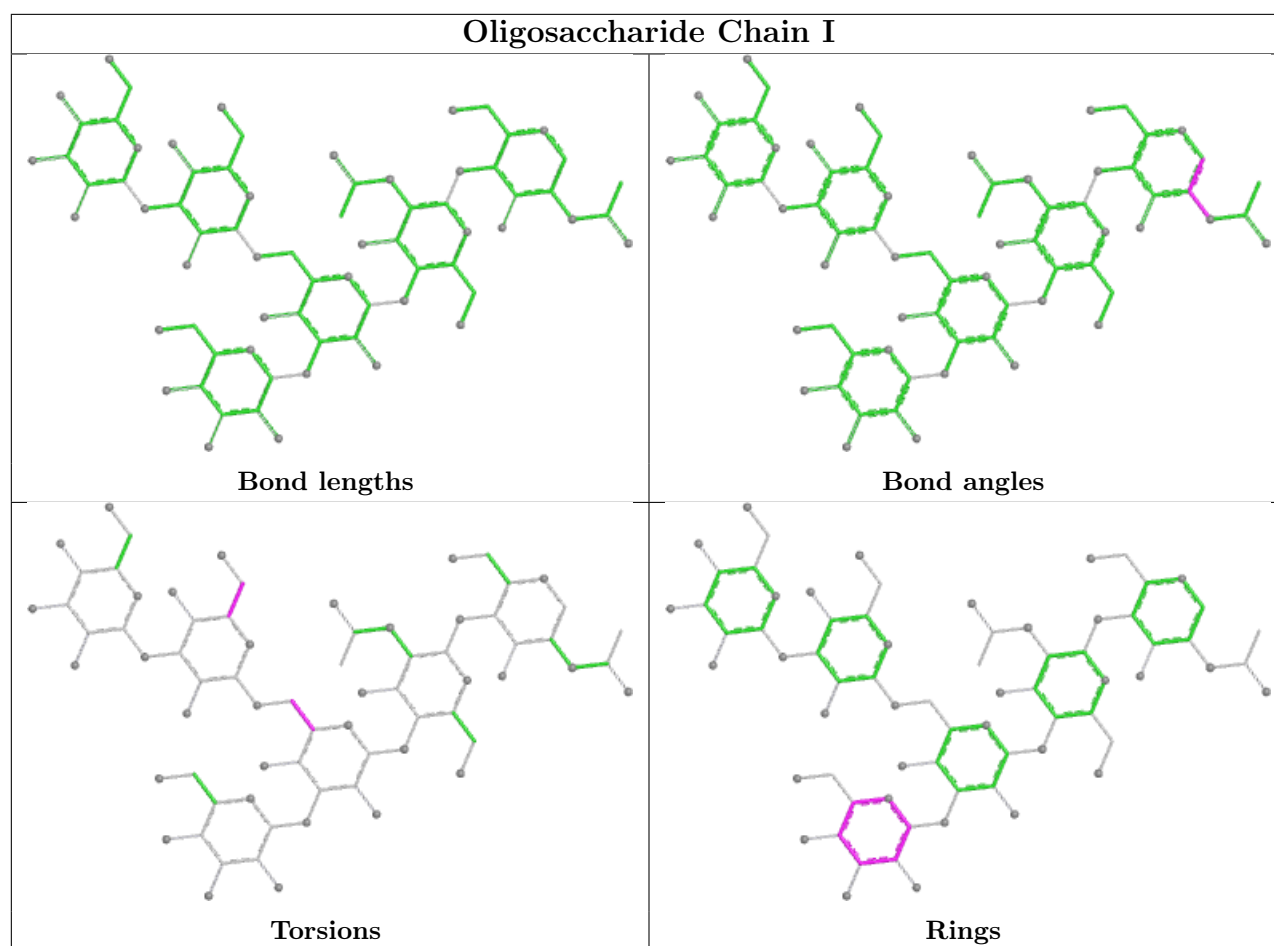 Oligosaccharide Chain I
Bond lengths
Bond angles
Torsions
Rings